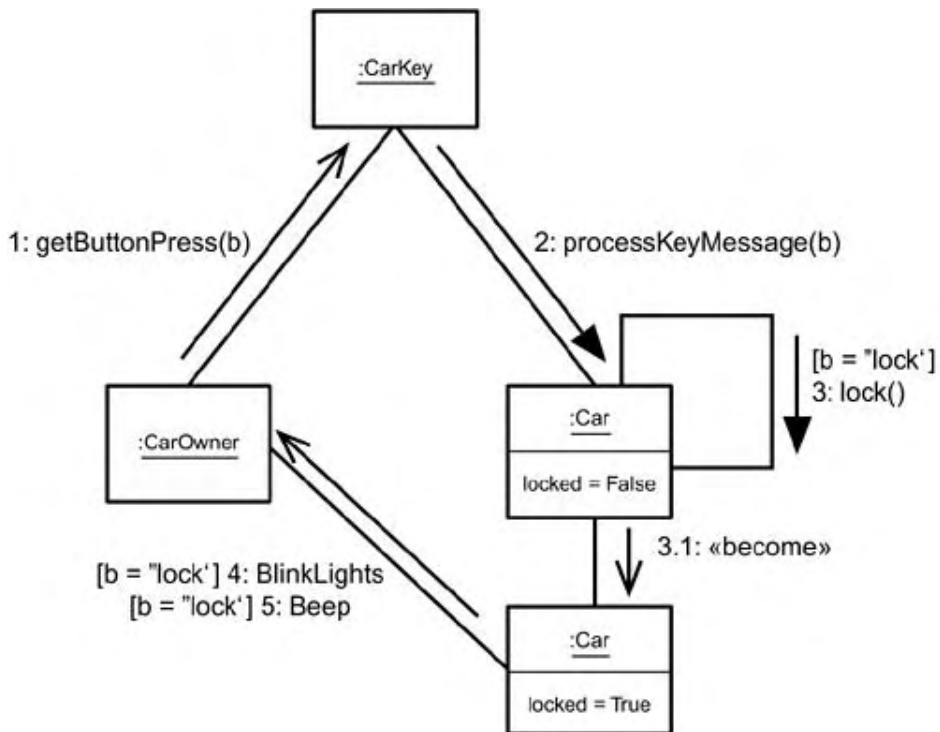 :CarKey
1: getButtonPress(b)
2: processKeyMessage(b)
[b = "lock‘]
3: lock()
:Car
locked = False
:CarOwner
3.1: «become»
[b = "lock‘] 4: BlinkLights
[b = "lock‘] 5: Beep
:Car
locked = True